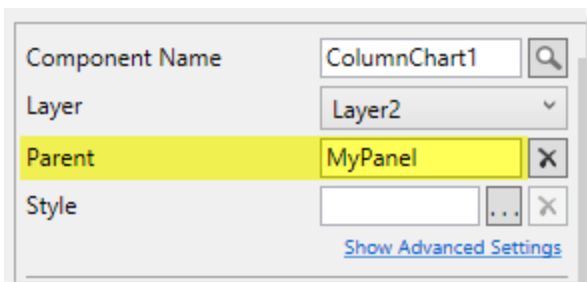 Component Name ColumnChart1
Layer Layer2
Parent MyPanel
Style ...
Show Advanced Settings